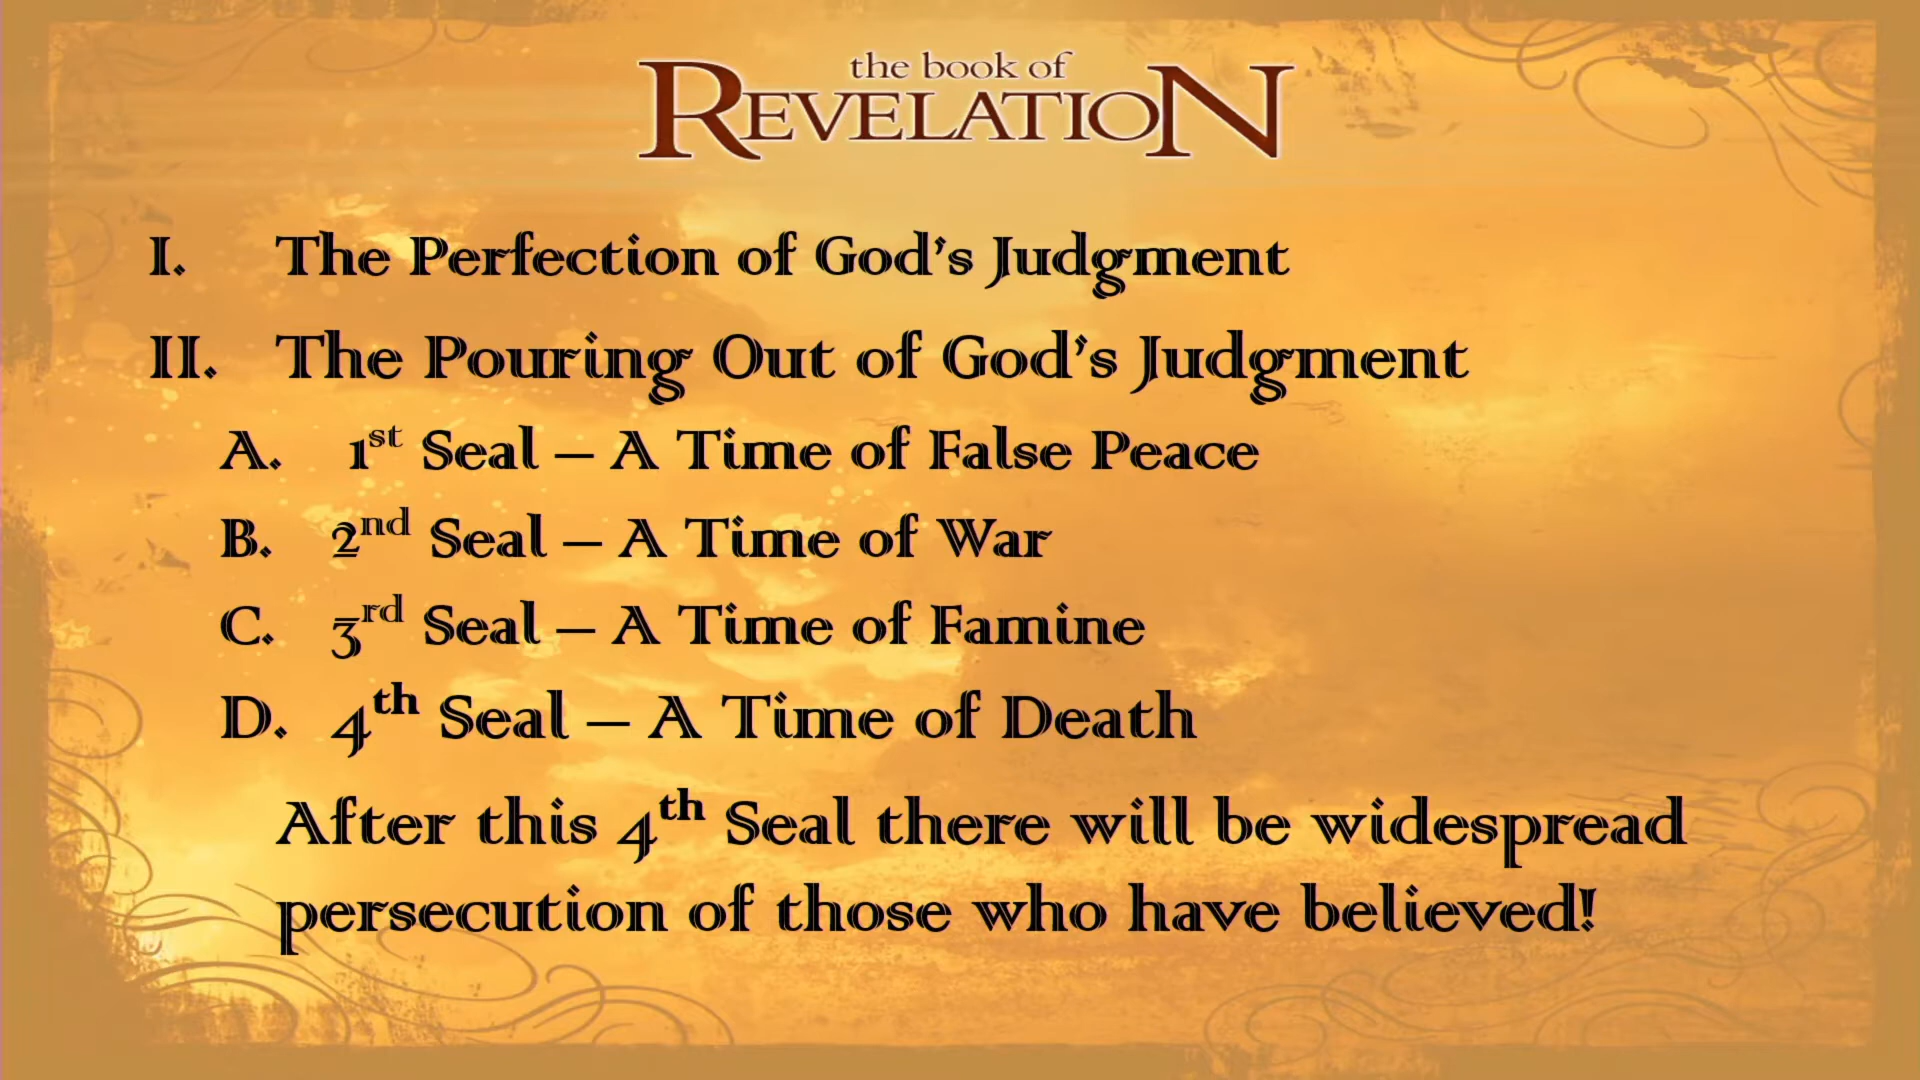 the book of
REVELATION
I. The Perfection of God's Judgment
II. The Pouring Out of God's Judgment
A. 1st Seal – A Time of False Peace
B. 2nd Seal – A Time of War
C. 3rd Seal – A Time of Famine
D. 4th Seal – A Time of Death
After this 4th Seal there will be widespread
persecution of those who have believed!